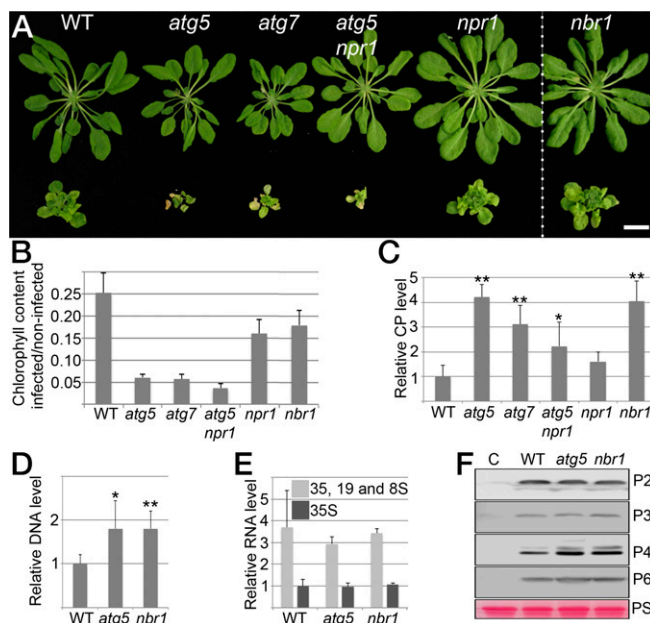 A WT atg5 atg7 atg5 npr1 nbr1
npr1
B
Chlorophyll content
infected/non-infected
0.25
0.20
0.15
0.10
0.05
WT atg5 atg7 atg5 npr1 nbr1
npr1
C
Relative CP level
5
4
3
2
1
** ** * **
WT atg5 atg7 atg5 npr1 nbr1
npr1
D
Relative DNA level
2
1
* **
WT atg5 nbr1
E
Relative RNA level
5
4
3
2
1
35, 19 and 8S
35S
WT atg5 nbr1
F
C WT atg5 nbr1
P2
P3
P4
P6
PS